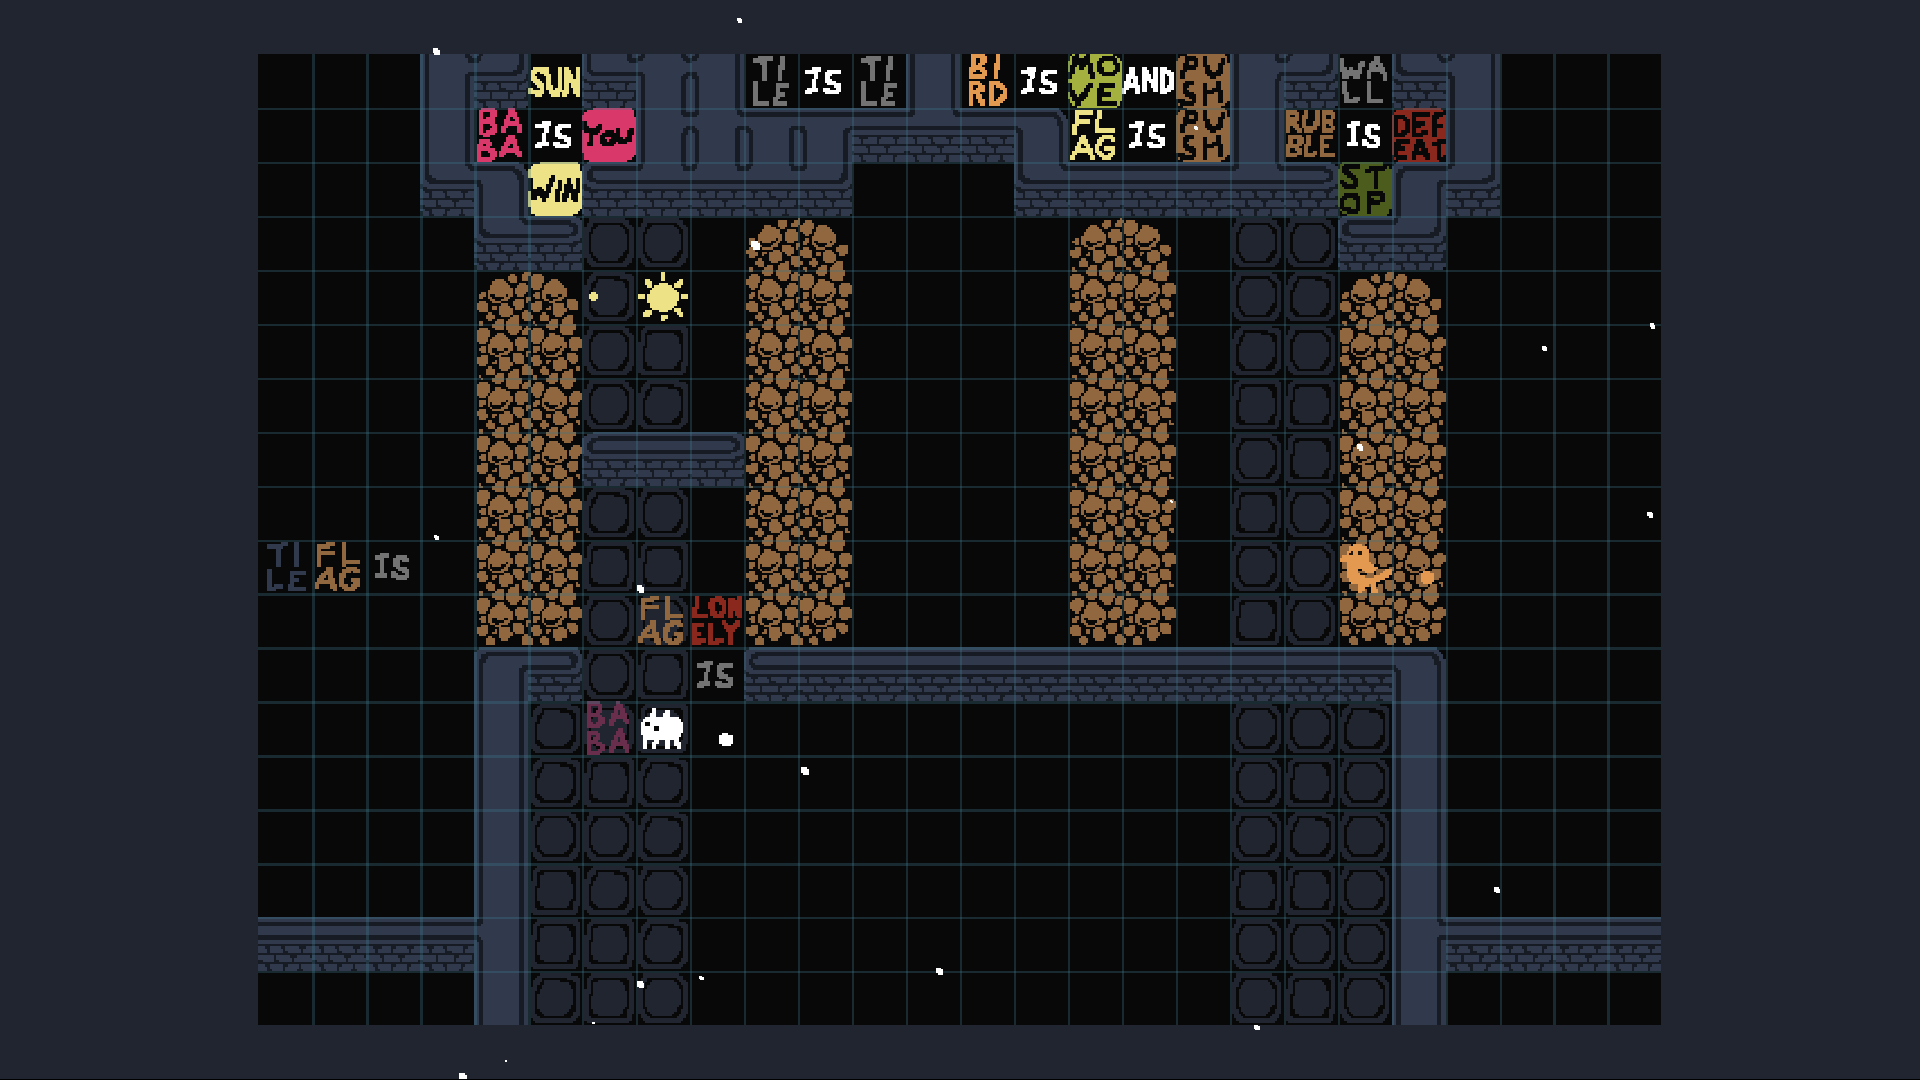 SUN
TILE IS TILE
BIRD IS MOVE AND PUSH
WALL
BABA IS YOU
FLAG IS PUSH
RUBBLE IS DEFEAT
WIN
STOP
TILE FLAG IS
FLAG LONELY
IS
BABA